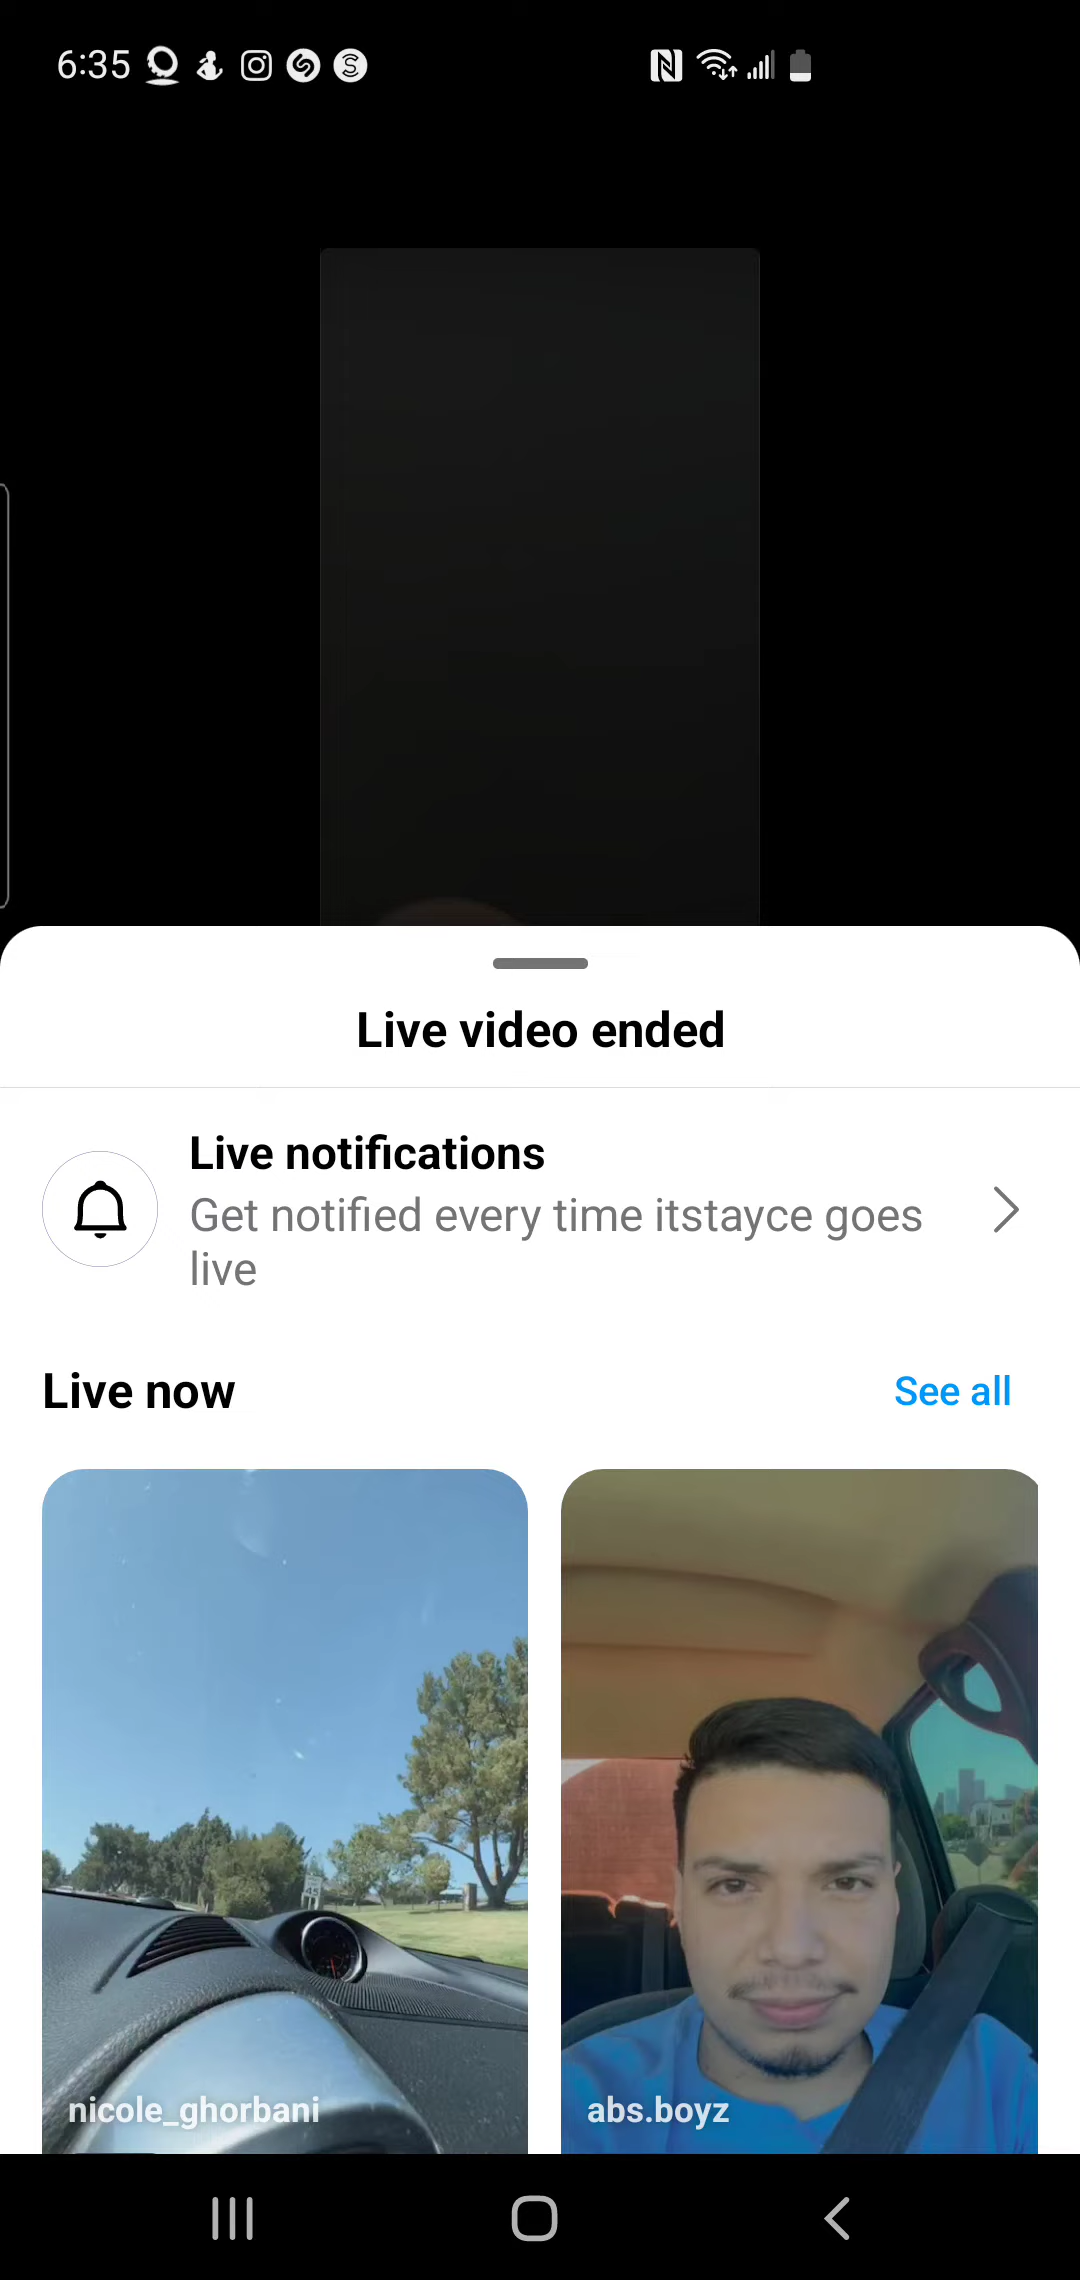 6:35
Live video ended
Live notifications
Get notified every time itstayce goes
live
Live now
See all
45
nicole_ghorbani
abs.boyz